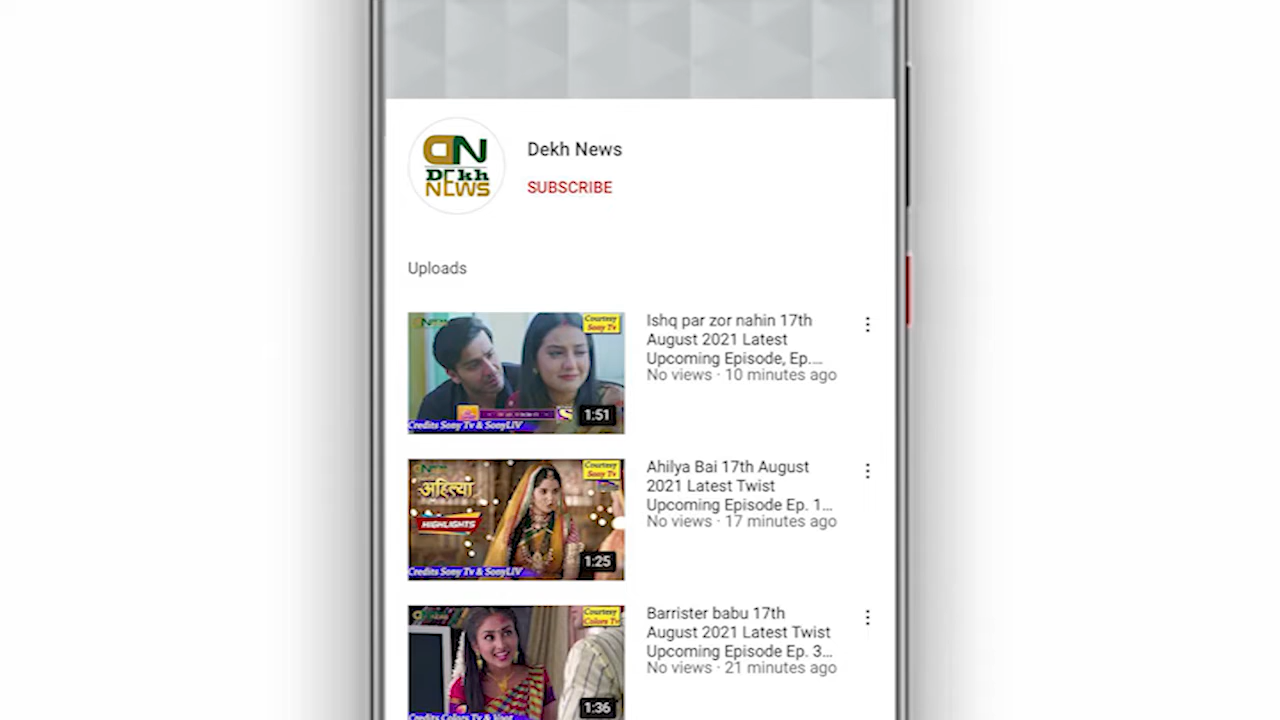 DN
Dekh
NEWS
Dekh News
SUBSCRIBE
Uploads
Courtesy
Sony Tv
Credits Sony Tv & SonyLIV
1:51
Ishq par zor nahin 17th
August 2021 Latest
Upcoming Episode, Ep....
No views · 10 minutes ago
Courtesy
Sony Tv
अहिल्या
HIGHLIGHTS
Credits Sony Tv & SonyLIV
1:25
Ahilya Bai 17th August
2021 Latest Twist
Upcoming Episode Ep. 1...
No views · 17 minutes ago
Courtesy
Colors Tv
Credits Colors Tv & Voot
1:36
Barrister babu 17th
August 2021 Latest Twist
Upcoming Episode Ep. 3...
No views · 21 minutes ago